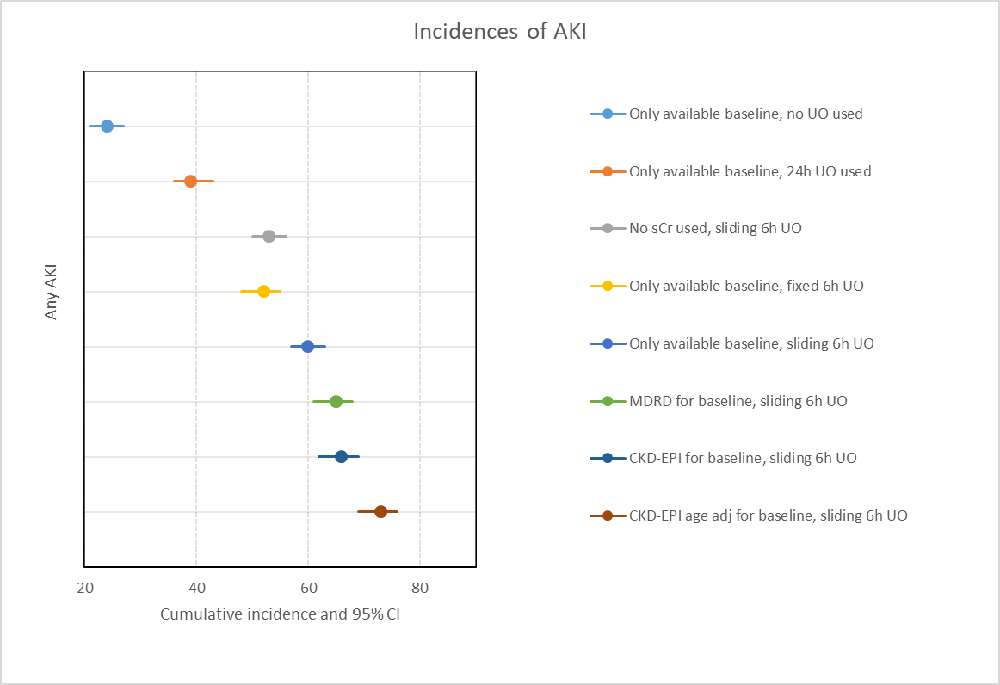 Incidences of AKI
Any AKI
20 40 60 80
Cumulative incidence and 95% CI
Only available baseline, no UO used
Only available baseline, 24h UO used
No sCr used, sliding 6h UO
Only available baseline, fixed 6h UO
Only available baseline, sliding 6h UO
MDRD for baseline, sliding 6h UO
CKD-EPI for baseline, sliding 6h UO
CKD-EPI age adj for baseline, sliding 6h UO